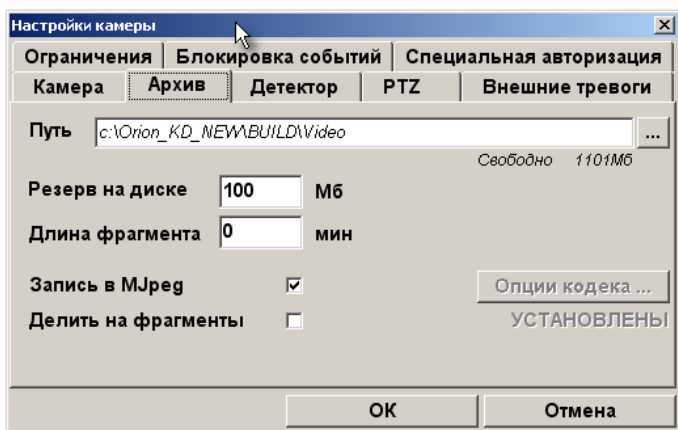 Настройки камеры
Ограничения Блокировка событий Специальная авторизация
Камера Архив Детектор PTZ Внешние тревоги
Путь c:\Orion_KD_NEW\BUILD\Video ...
Свободно 1101Мб
Резерв на диске 100 Мб
Длина фрагмента 0 мин
Запись в MJpeg Опции кодека ...
Делить на фрагменты УСТАНОВЛЕНЫ
ОК Отмена